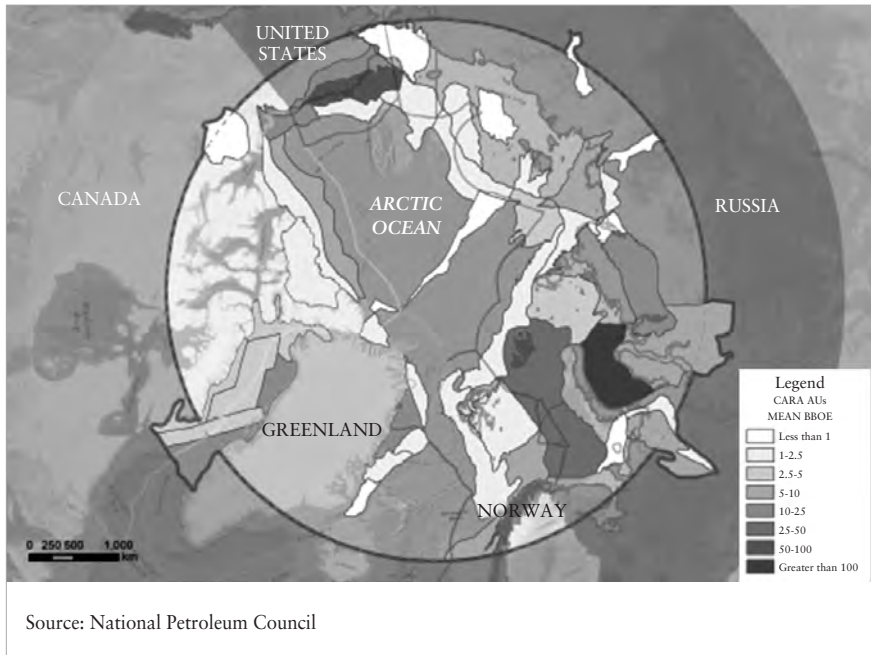 UNITED
STATES
CANADA
ARCTIC
OCEAN
RUSSIA
GREENLAND
NORWAY
0 250 500 1,000
km
Legend
CARA AUs
MEAN BBOE
Less than 1
1-2.5
2.5-5
5-10
10-25
25-50
50-100
Greater than 100
Source: National Petroleum Council